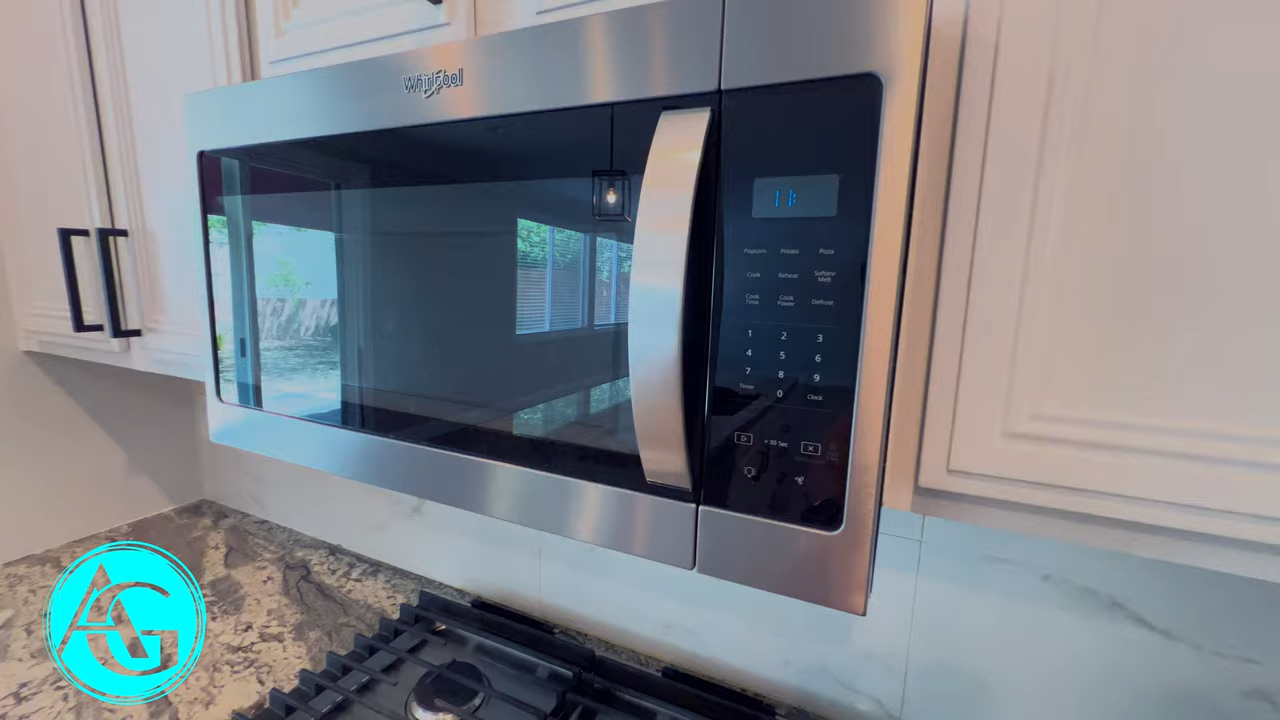 Whirlpool
Popcorn Potato Pizza
Cook Reheat Soften/
Melt
Cook
Time Cook
Power Defrost
1 2 3
4 5 6
7 8 9
Timer 0 Clock
+30 Sec
AG